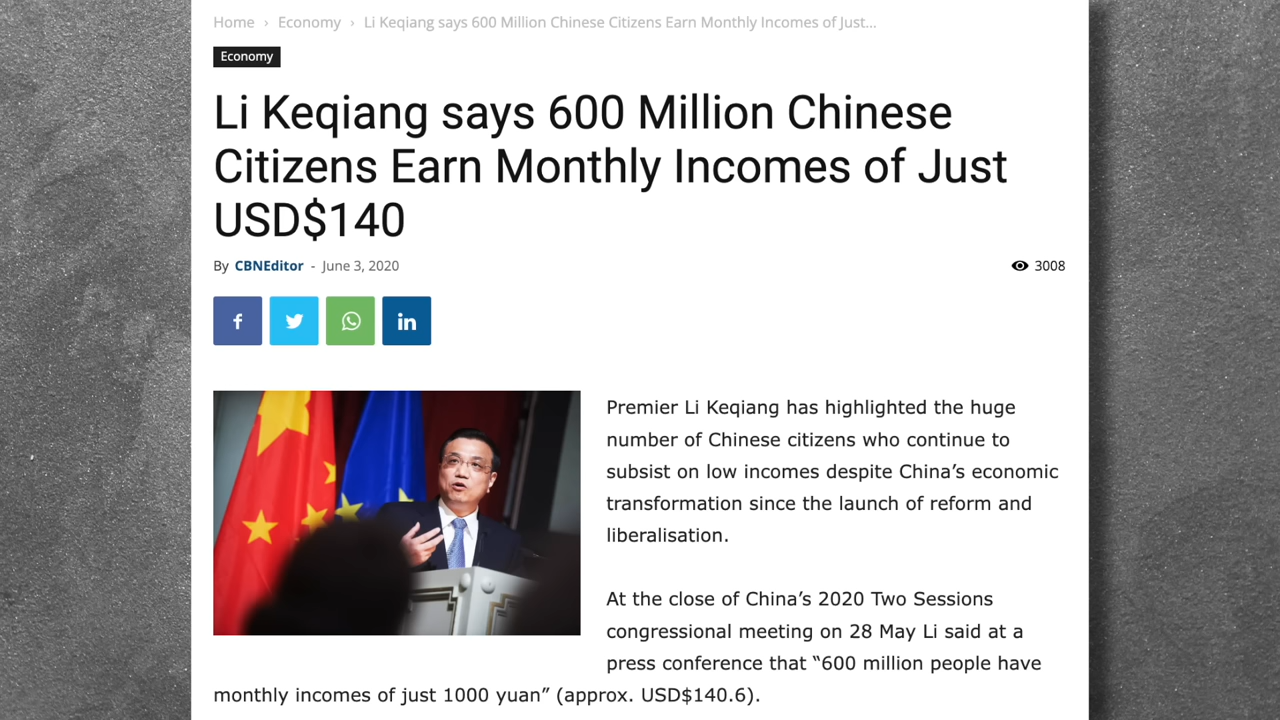 Home › Economy › Li Keqiang says 600 Million Chinese Citizens Earn Monthly Incomes of Just...
Economy
Li Keqiang says 600 Million Chinese
Citizens Earn Monthly Incomes of Just
USD$140
By CBNEditor - June 3, 2020
3008
Premier Li Keqiang has highlighted the huge
number of Chinese citizens who continue to
subsist on low incomes despite China’s economic
transformation since the launch of reform and
liberalisation.
At the close of China’s 2020 Two Sessions
congressional meeting on 28 May Li said at a
press conference that “600 million people have
monthly incomes of just 1000 yuan” (approx. USD$140.6).